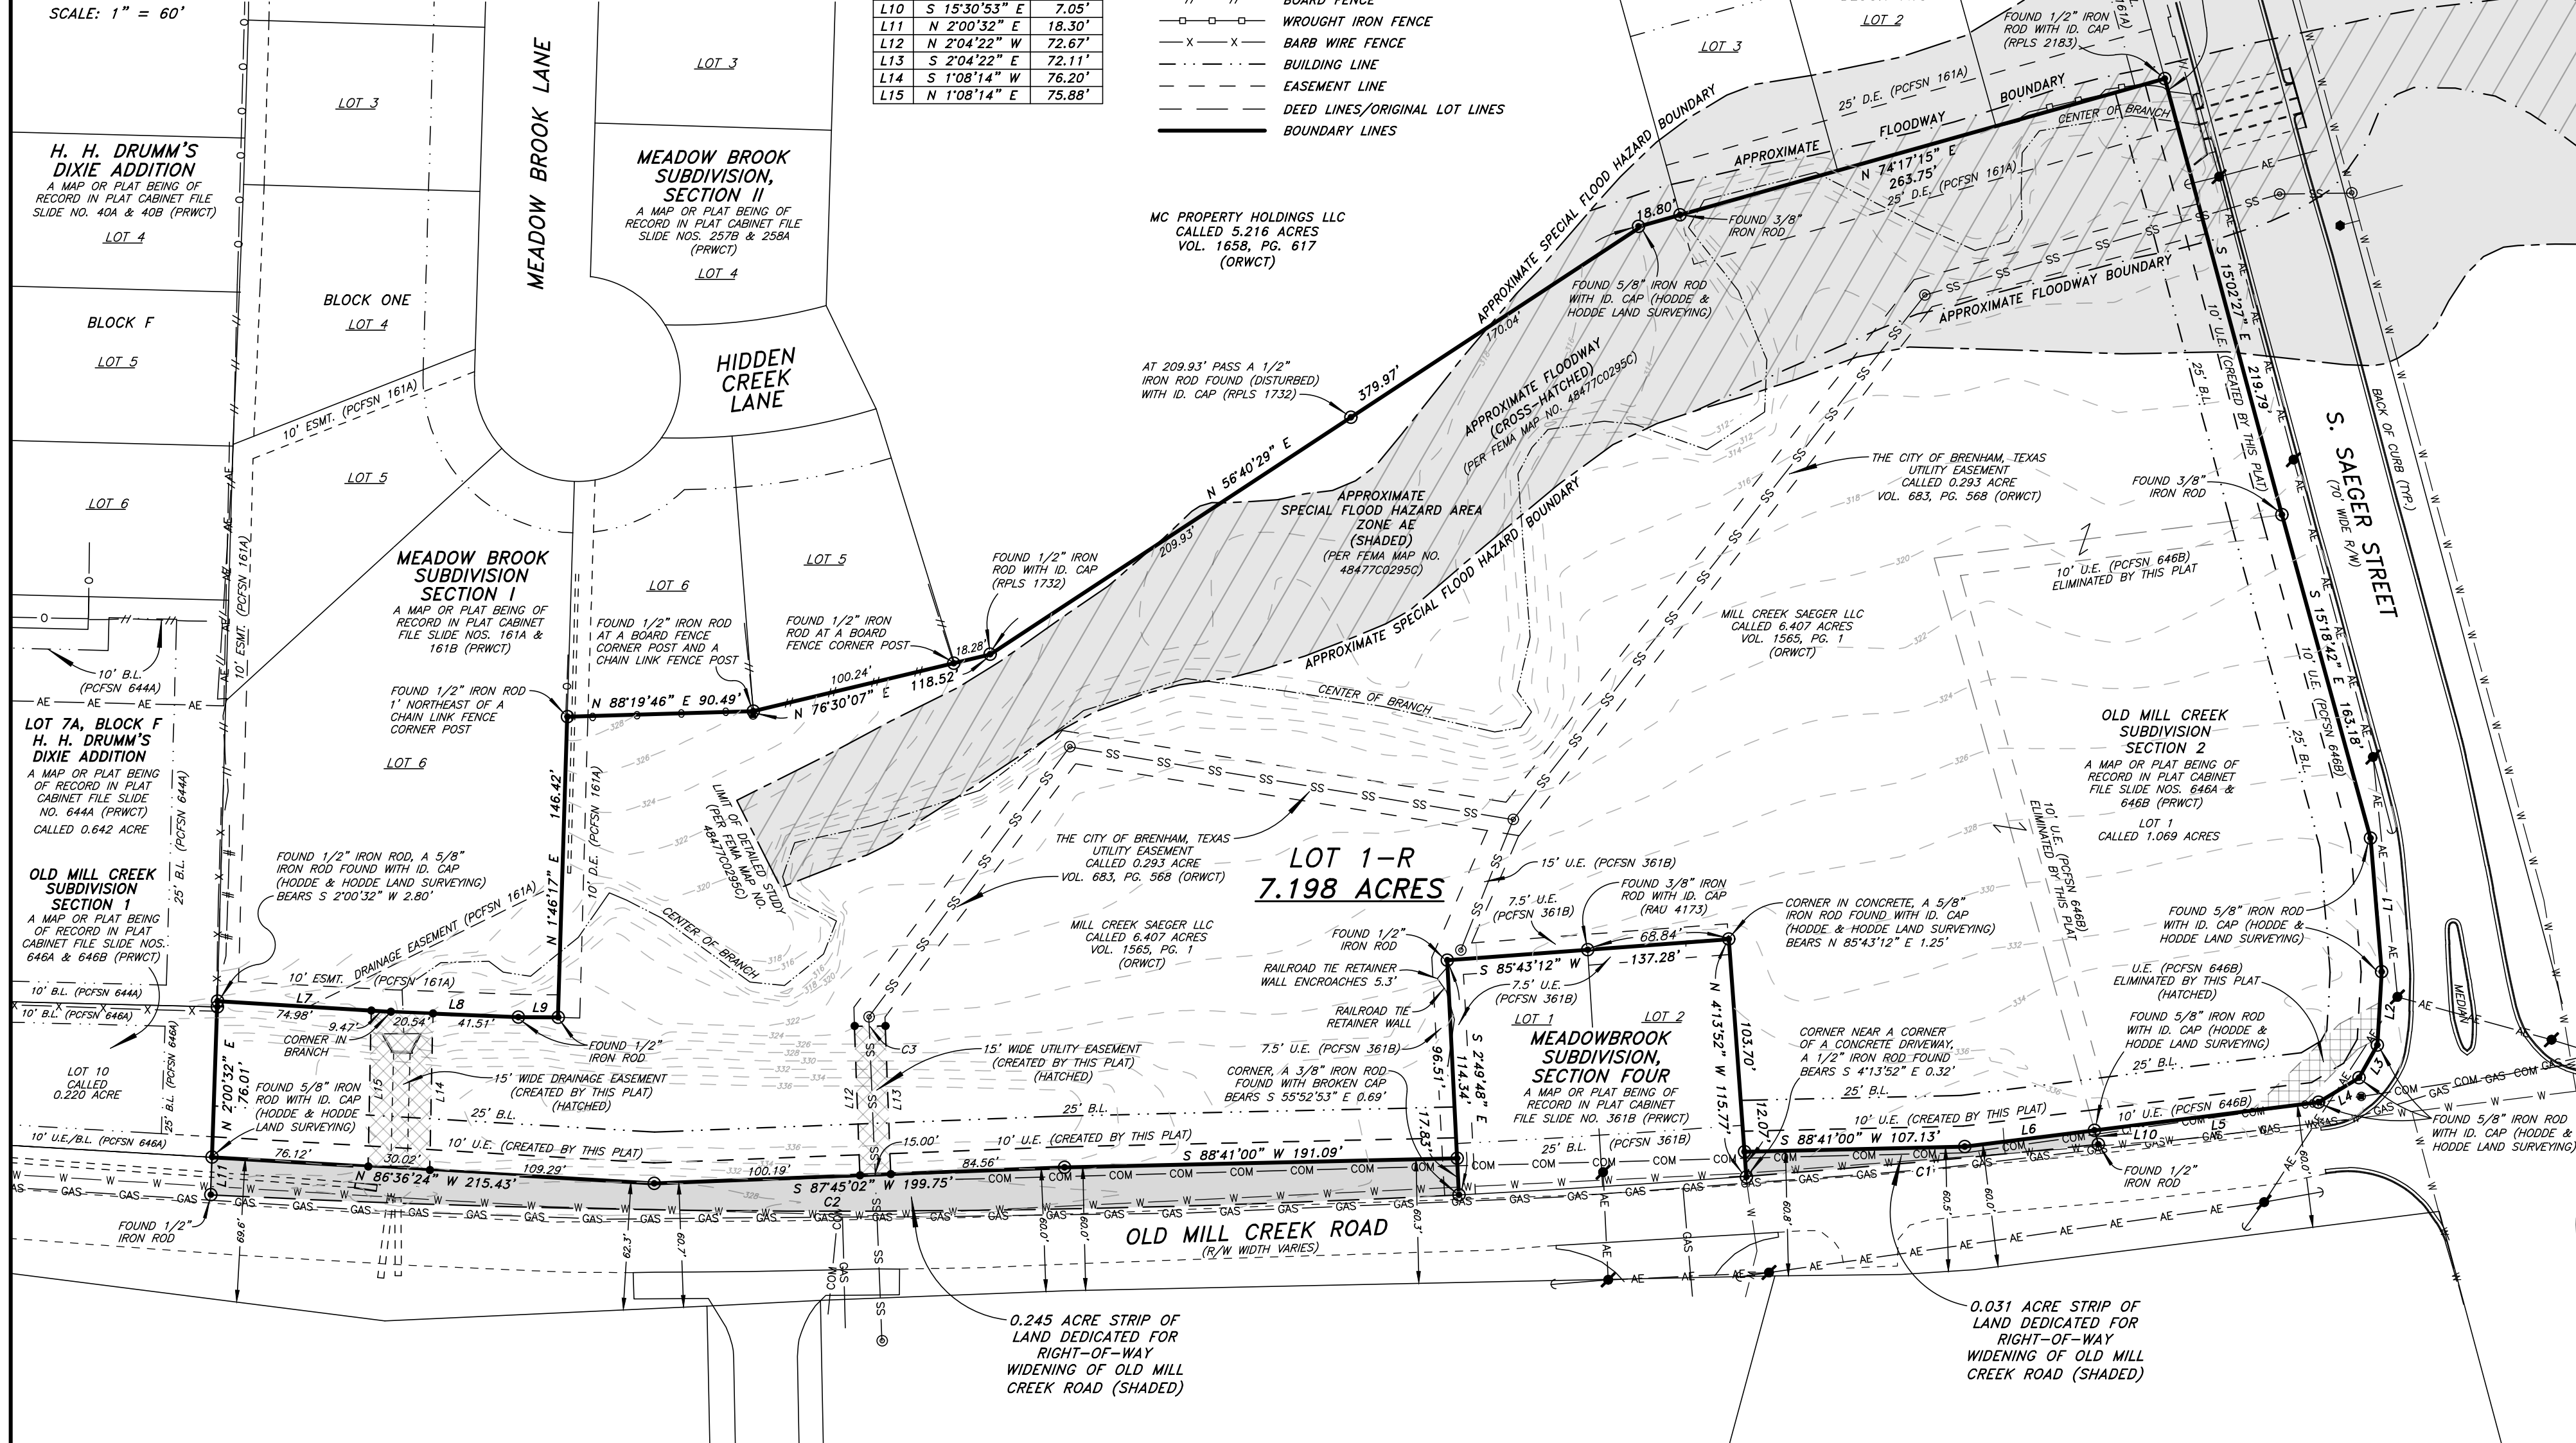 SCALE: 1" = 60'
L10 S 15°30'53" E 7.05'
L11 N 2°00'32" E 18.30'
L12 N 2°04'22" W 72.67'
L13 S 2°04'22" E 72.11'
L14 S 1°08'14" W 76.20'
L15 N 1°08'14" E 75.88'
BOARD FENCE
WROUGHT IRON FENCE
BARB WIRE FENCE
BUILDING LINE
EASEMENT LINE
DEED LINES/ORIGINAL LOT LINES
BOUNDARY LINES
H. H. DRUMM'S
DIXIE ADDITION
A MAP OR PLAT BEING OF
RECORD IN PLAT CABINET FILE
SLIDE NO. 40A & 40B (PRWCT)
LOT 4
BLOCK F
LOT 5
LOT 6
LOT 3
BLOCK ONE
LOT 4
10' ESMT. (PCFSN 161A)
LOT 5
MEADOW BROOK LANE
LOT 3
MEADOW BROOK
SUBDIVISION,
SECTION II
A MAP OR PLAT BEING OF
RECORD IN PLAT CABINET FILE
SLIDE NOS. 257B & 258A
(PRWCT)
LOT 4
HIDDEN
CREEK
LANE
LOT 5
LOT 6
MEADOW BROOK
SUBDIVISION
SECTION I
A MAP OR PLAT BEING OF
RECORD IN PLAT CABINET
FILE SLIDE NOS. 161A &
161B (PRWCT)
LOT 6
10' ESMT. (PCFSN 161A)
MC PROPERTY HOLDINGS LLC
CALLED 5.216 ACRES
VOL. 1658, PG. 617
(ORWCT)
AT 209.93' PASS A 1/2"
IRON ROD FOUND (DISTURBED)
WITH ID. CAP (RPLS 1732)
379.97'
170.04'
N 56°40'29" E
209.93'
LOT 3
LOT 2
FOUND 1/2" IRON
ROD WITH ID. CAP
(RPLS 2183)
161A)
25' D.E. (PCFSN 161A)
APPROXIMATE FLOODWAY BOUNDARY
CENTER OF BRANCH
N 74°17'15" E
263.75'
25' D.E. (PCFSN 161A)
18.80'
FOUND 3/8"
IRON ROD
FOUND 5/8" IRON ROD
WITH ID. CAP (HODDE &
HODDE LAND SURVEYING)
APPROXIMATE SPECIAL FLOOD HAZARD BOUNDARY
APPROXIMATE FLOODWAY
(CROSS-HATCHED)
(PER FEMA MAP NO. 48477C0295C)
APPROXIMATE FLOODWAY BOUNDARY
APPROXIMATE
SPECIAL FLOOD HAZARD AREA
ZONE AE
(SHADED)
(PER FEMA MAP NO.
48477C0295C)
APPROXIMATE SPECIAL FLOOD HAZARD BOUNDARY
S 15°02'27" E 219.79'
10' U.E. (CREATED BY THIS PLAT)
25' B.L.
BACK OF CURB (TYP.)
S. SAEGER STREET
(70' WIDE R/W)
THE CITY OF BRENHAM, TEXAS
UTILITY EASEMENT
CALLED 0.293 ACRE
VOL. 683, PG. 568 (ORWCT)
FOUND 3/8"
IRON ROD
10' U.E. (PCFSN 646B)
ELIMINATED BY THIS PLAT
MILL CREEK SAEGER LLC
CALLED 6.407 ACRES
VOL. 1565, PG. 1
(ORWCT)
S 15°18'42" E 163.18'
10' U.E. (PCFSN 646B)
25' B.L.
OLD MILL CREEK
SUBDIVISION
SECTION 2
A MAP OR PLAT BEING OF
RECORD IN PLAT CABINET
FILE SLIDE NOS. 646A &
646B (PRWCT)
LOT 1
CALLED 1.069 ACRES
10' U.E. (PCFSN 646B)
ELIMINATED BY THIS PLAT
FOUND 1/2" IRON ROD
AT A BOARD FENCE
CORNER POST AND A
CHAIN LINK FENCE POST
FOUND 1/2" IRON
ROD AT A BOARD
FENCE CORNER POST
FOUND 1/2" IRON
ROD WITH ID. CAP
(RPLS 1732)
18.28'
100.24'
118.52'
N 76°30'07" E
N 88°19'46" E 90.49'
FOUND 1/2" IRON ROD
1' NORTHEAST OF A
CHAIN LINK FENCE
CORNER POST
146.42'
N 1°46'17" E
10' D.E. (PCFSN 161A)
10' B.L.
(PCFSN 644A)
LOT 7A, BLOCK F
H. H. DRUMM'S
DIXIE ADDITION
A MAP OR PLAT BEING
OF RECORD IN PLAT
CABINET FILE SLIDE
NO. 644A (PRWCT)
CALLED 0.642 ACRE
25' B.L. (PCFSN 644A)
OLD MILL CREEK
SUBDIVISION
SECTION 1
A MAP OR PLAT BEING
OF RECORD IN PLAT
CABINET FILE SLIDE NOS.
646A & 646B (PRWCT)
10' B.L. (PCFSN 644A)
10' B.L. (PCFSN 646A)
25' B.L. (PCFSN 646A)
LOT 10
CALLED
0.220 ACRE
10' U.E./B.L. (PCFSN 646A)
FOUND 1/2" IRON ROD, A 5/8"
IRON ROD FOUND WITH ID. CAP
(HODDE & HODDE LAND SURVEYING)
BEARS S 2°00'32" W 2.80'
DRAINAGE EASEMENT (PCFSN 161A)
10' ESMT. (PCFSN 161A)
CENTER OF BRANCH
LIMIT OF DETAILED STUDY
(PER FEMA MAP NO.
48477C0295C)
CENTER OF BRANCH
L7
74.98'
L8
L9
9.47'
20.54'
41.51'
CORNER IN
BRANCH
FOUND 1/2"
IRON ROD
N 2°00'32" E
76.01'
FOUND 5/8" IRON
ROD WITH ID. CAP
(HODDE & HODDE
LAND SURVEYING)
L15
L14
15' WIDE DRAINAGE EASEMENT
(CREATED BY THIS PLAT)
(HATCHED)
25' B.L.
10' U.E. (CREATED BY THIS PLAT)
76.12'
30.02'
109.29'
N 86°36'24" W 215.43'
L11
FOUND 1/2"
IRON ROD
69.6'
62.3'
60.7'
THE CITY OF BRENHAM, TEXAS
UTILITY EASEMENT
CALLED 0.293 ACRE
VOL. 683, PG. 568 (ORWCT)
MILL CREEK SAEGER LLC
CALLED 6.407 ACRES
VOL. 1565, PG. 1
(ORWCT)
LOT 1-R
7.198 ACRES
C3
L12
L13
15' WIDE UTILITY EASEMENT
(CREATED BY THIS PLAT)
(HATCHED)
25' B.L.
15.00'
10' U.E. (CREATED BY THIS PLAT)
100.19'
84.56'
S 87°45'02" W 199.75'
C2
S 88°41'00" W 191.09'
60.0'
60.0'
60.3'
15' U.E. (PCFSN 361B)
7.5' U.E.
(PCFSN 361B)
FOUND 3/8" IRON
ROD WITH ID. CAP
(RAU 4173)
CORNER IN CONCRETE, A 5/8"
IRON ROD FOUND WITH ID. CAP
(HODDE & HODDE LAND SURVEYING)
BEARS N 85°43'12" E 1.25'
FOUND 1/2"
IRON ROD
68.84'
S 85°43'12" W
137.28'
RAILROAD TIE RETAINER
WALL ENCROACHES 5.3'
RAILROAD TIE
RETAINER WALL
7.5' U.E.
(PCFSN 361B)
7.5' U.E. (PCFSN 361B)
LOT 1
LOT 2
MEADOWBROOK
SUBDIVISION,
SECTION FOUR
A MAP OR PLAT BEING OF
RECORD IN PLAT CABINET
FILE SLIDE NO. 361B (PRWCT)
CORNER, A 3/8" IRON ROD
FOUND WITH BROKEN CAP
BEARS S 55°52'53" E 0.69'
96.51'
S 2°49'48" E
114.34'
17.83'
N 4°13'52" W 115.77'
103.70'
12.07'
25' B.L. (PCFSN 361B)
CORNER NEAR A CORNER
OF A CONCRETE DRIVEWAY,
A 1/2" IRON ROD FOUND
BEARS S 4°13'52" E 0.32'
25' B.L.
10' U.E. (CREATED BY THIS PLAT)
S 88°41'00" W 107.13'
C1
L6
L10
L5
60.8'
60.5'
60.0'
60.0'
FOUND 5/8" IRON ROD
WITH ID. CAP (HODDE &
HODDE LAND SURVEYING)
U.E. (PCFSN 646B)
ELIMINATED BY THIS PLAT
(HATCHED)
FOUND 5/8" IRON ROD
WITH ID. CAP (HODDE &
HODDE LAND SURVEYING)
25' B.L.
10' U.E. (PCFSN 646B)
L1
L2
L3
L4
MEDIAN
FOUND 1/2"
IRON ROD
FOUND 5/8" IRON ROD
WITH ID. CAP (HODDE &
HODDE LAND SURVEYING)
OLD MILL CREEK ROAD
(R/W WIDTH VARIES)
0.245 ACRE STRIP OF
LAND DEDICATED FOR
RIGHT-OF-WAY
WIDENING OF OLD MILL
CREEK ROAD (SHADED)
0.031 ACRE STRIP OF
LAND DEDICATED FOR
RIGHT-OF-WAY
WIDENING OF OLD MILL
CREEK ROAD (SHADED)